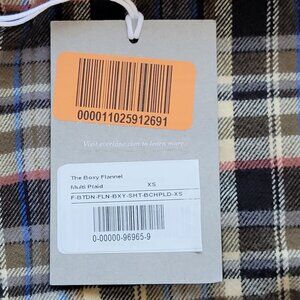 000011025912691
Visit everlane.com to learn more.
The Boxy Flannel
Multi Plaid XS
F-BTDN-FLN-BXY-SHT-BCHPLD-XS
0-00000-96965-9